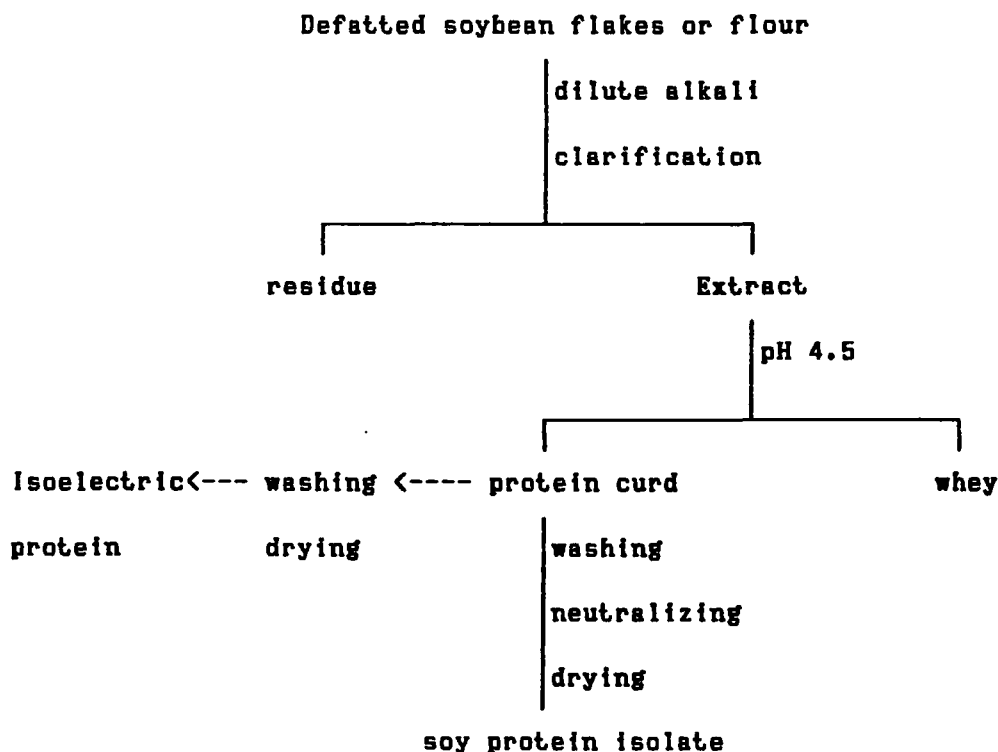 Defatted soybean flakes or flour
dilute alkali
clarification
residue Extract
pH 4.5
Isoelectric<--- washing <---- protein curd whey
protein drying washing
neutralizing
drying
soy protein isolate